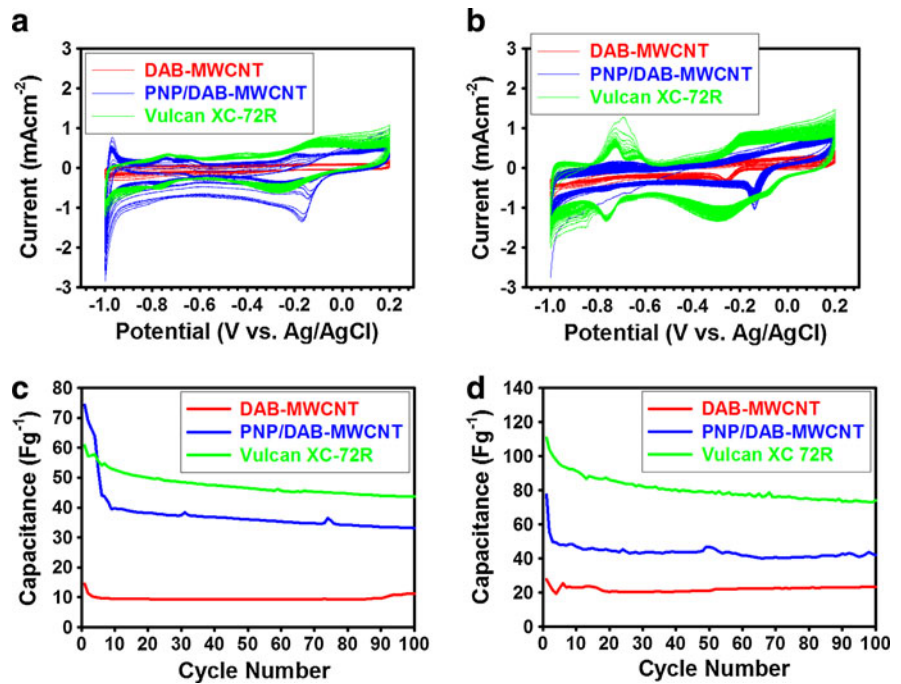 a
3
2
1
0
-1
-2
-3
Current (mAcm-2)
DAB-MWCNT
PNP/DAB-MWCNT
Vulcan XC-72R
-1.0 -0.8 -0.6 -0.4 -0.2 0.0 0.2
Potential (V vs. Ag/AgCl)
b
3
2
1
0
-1
-2
-3
Current (mAcm-2)
DAB-MWCNT
PNP/DAB-MWCNT
Vulcan XC-72R
-1.0 -0.8 -0.6 -0.4 -0.2 0.0 0.2
Potential (V vs. Ag/AgCl)
c
80
70
60
50
40
30
20
10
0
Capacitance (Fg-1)
DAB-MWCNT
PNP/DAB-MWCNT
Vulcan XC-72R
0 10 20 30 40 50 60 70 80 90 100
Cycle Number
d
140
120
100
80
60
40
20
0
Capacitance (Fg-1)
DAB-MWCNT
PNP/DAB-MWCNT
Vulcan XC 72R
0 10 20 30 40 50 60 70 80 90 100
Cycle Number